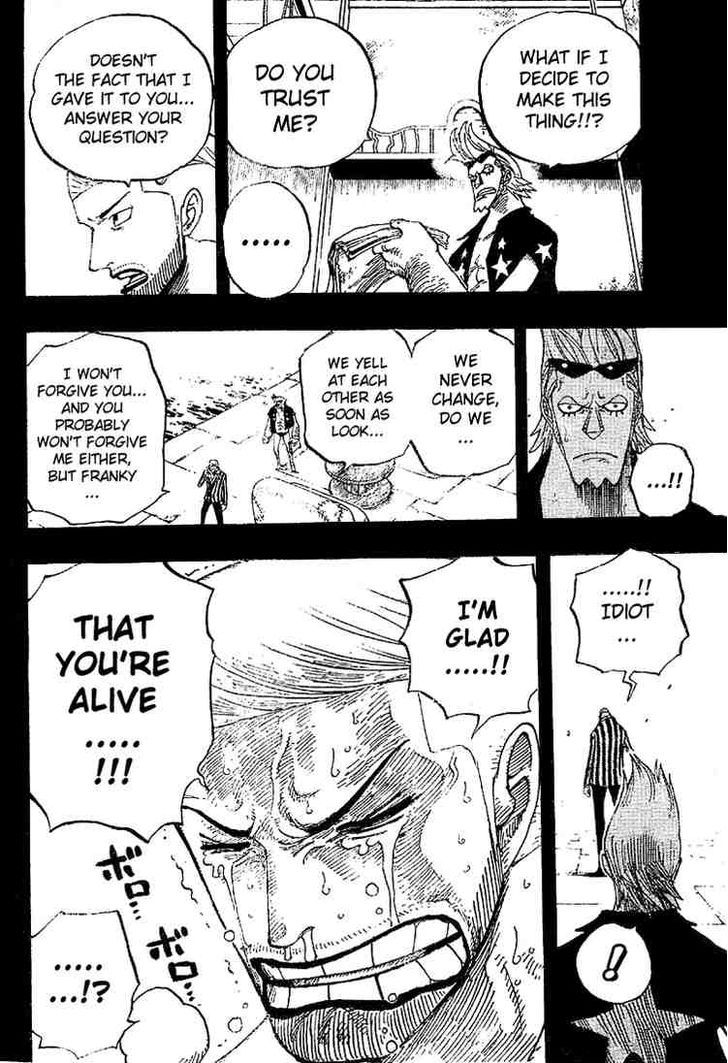 WHAT IF I
DECIDE TO
MAKE THIS
THING!!?
DO YOU
TRUST
ME?
.....
DOESN'T
THE FACT THAT I
GAVE IT TO YOU...
ANSWER YOUR
QUESTION?
...!!
WE
NEVER
CHANGE,
DO WE
...
WE YELL
AT EACH
OTHER AS
SOON AS
LOOK...
I WON'T
FORGIVE YOU...
AND YOU
PROBABLY
WON'T FORGIVE
ME EITHER,
BUT FRANKY
...
.....!!
IDIOT
...
!
I'M
GLAD
.....!!
THAT
YOU'RE
ALIVE
.....
!!!
ボロ...
ボロ...
.....
...!?